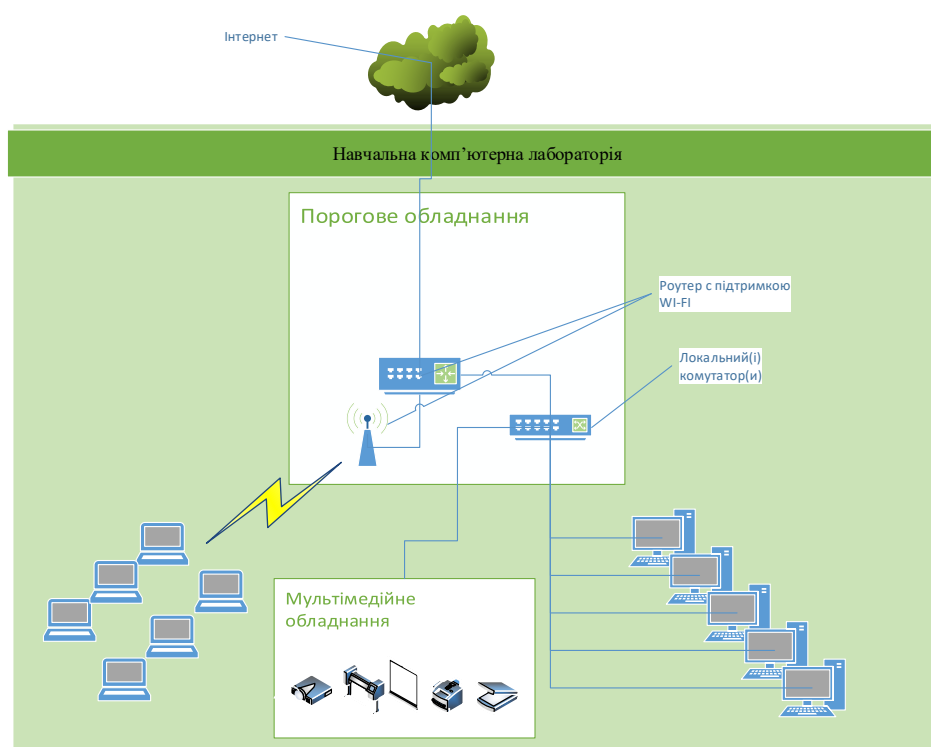 Інтернет
Навчальна комп’ютерна лабораторія
Порогове обладнання
Роутер с підтримкою
WI-FI
Локальний(і)
комутатор(и)
Мультімедійне
обладнання